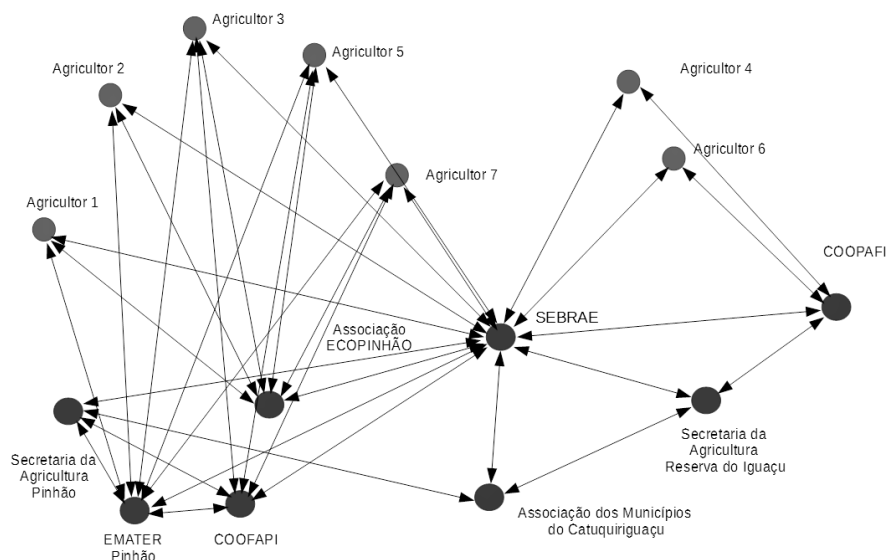 Agricultor 3
Agricultor 5
Agricultor 2
Agricultor 4
Agricultor 6
Agricultor 7
Agricultor 1
COOPAFI
SEBRAE
Associação
ECOPINHÃO
Secretaria da
Agricultura
Reserva do Iguaçu
Secretaria da
Agricultura
Pinhão
Associação dos Municípios
do Catuquiriguaçu
EMATER
Pinhão
COOFAPI